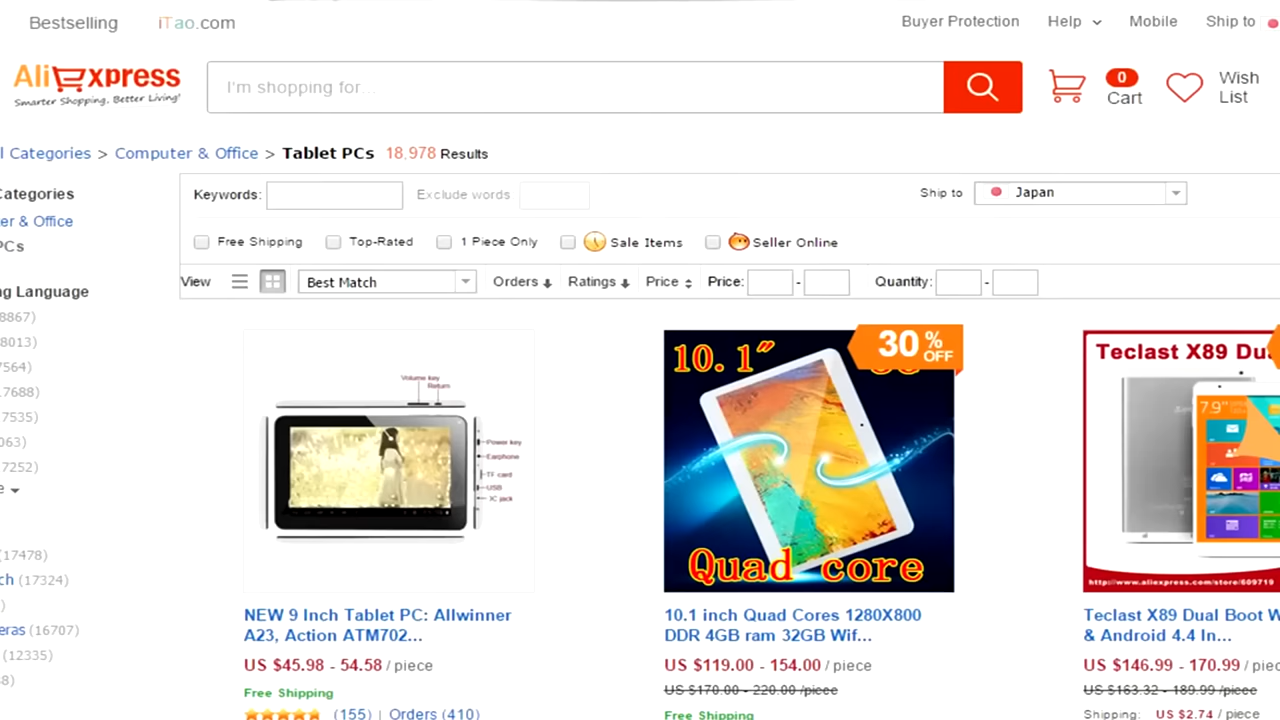 Bestselling iTao.com Buyer Protection Help Mobile Ship to
AliExpress
Smarter Shopping, Better Living!
I'm shopping for...
0
Cart
Wish
List
l Categories > Computer & Office > Tablet PCs 18,978 Results
Categories
er & Office
PCs
ng Language
8867)
8013)
7564)
17688)
7535)
063)
7252)
e
(17478)
ch (17324)
)
eras (16707)
(12335)
8)
Keywords: Exclude words Ship to Japan
Free Shipping Top-Rated 1 Piece Only Sale Items Seller Online
View Best Match Orders Ratings Price Price: - Quantity: -
Volume key
Return
Power key
Earphone
TF card
USB
NEW 9 Inch Tablet PC: Allwinner
A23, Action ATM702...
US $45.98 - 54.58 / piece
Free Shipping
(155) | Orders (410)
10.1"
30% OFF
Quad core
10.1 inch Quad Cores 1280X800
DDR 4GB ram 32GB Wif...
US $119.00 - 154.00 / piece
US $170.00 - 220.00 /piece
Free Shipping
Teclast X89 Dua
7.9"
http://www.aliexpress.com/store/609719
Teclast X89 Dual Boot W
& Android 4.4 In...
US $146.99 - 170.99 / piec
US $163.32 - 189.99 /piece
Shipping: US $2.74 / piece